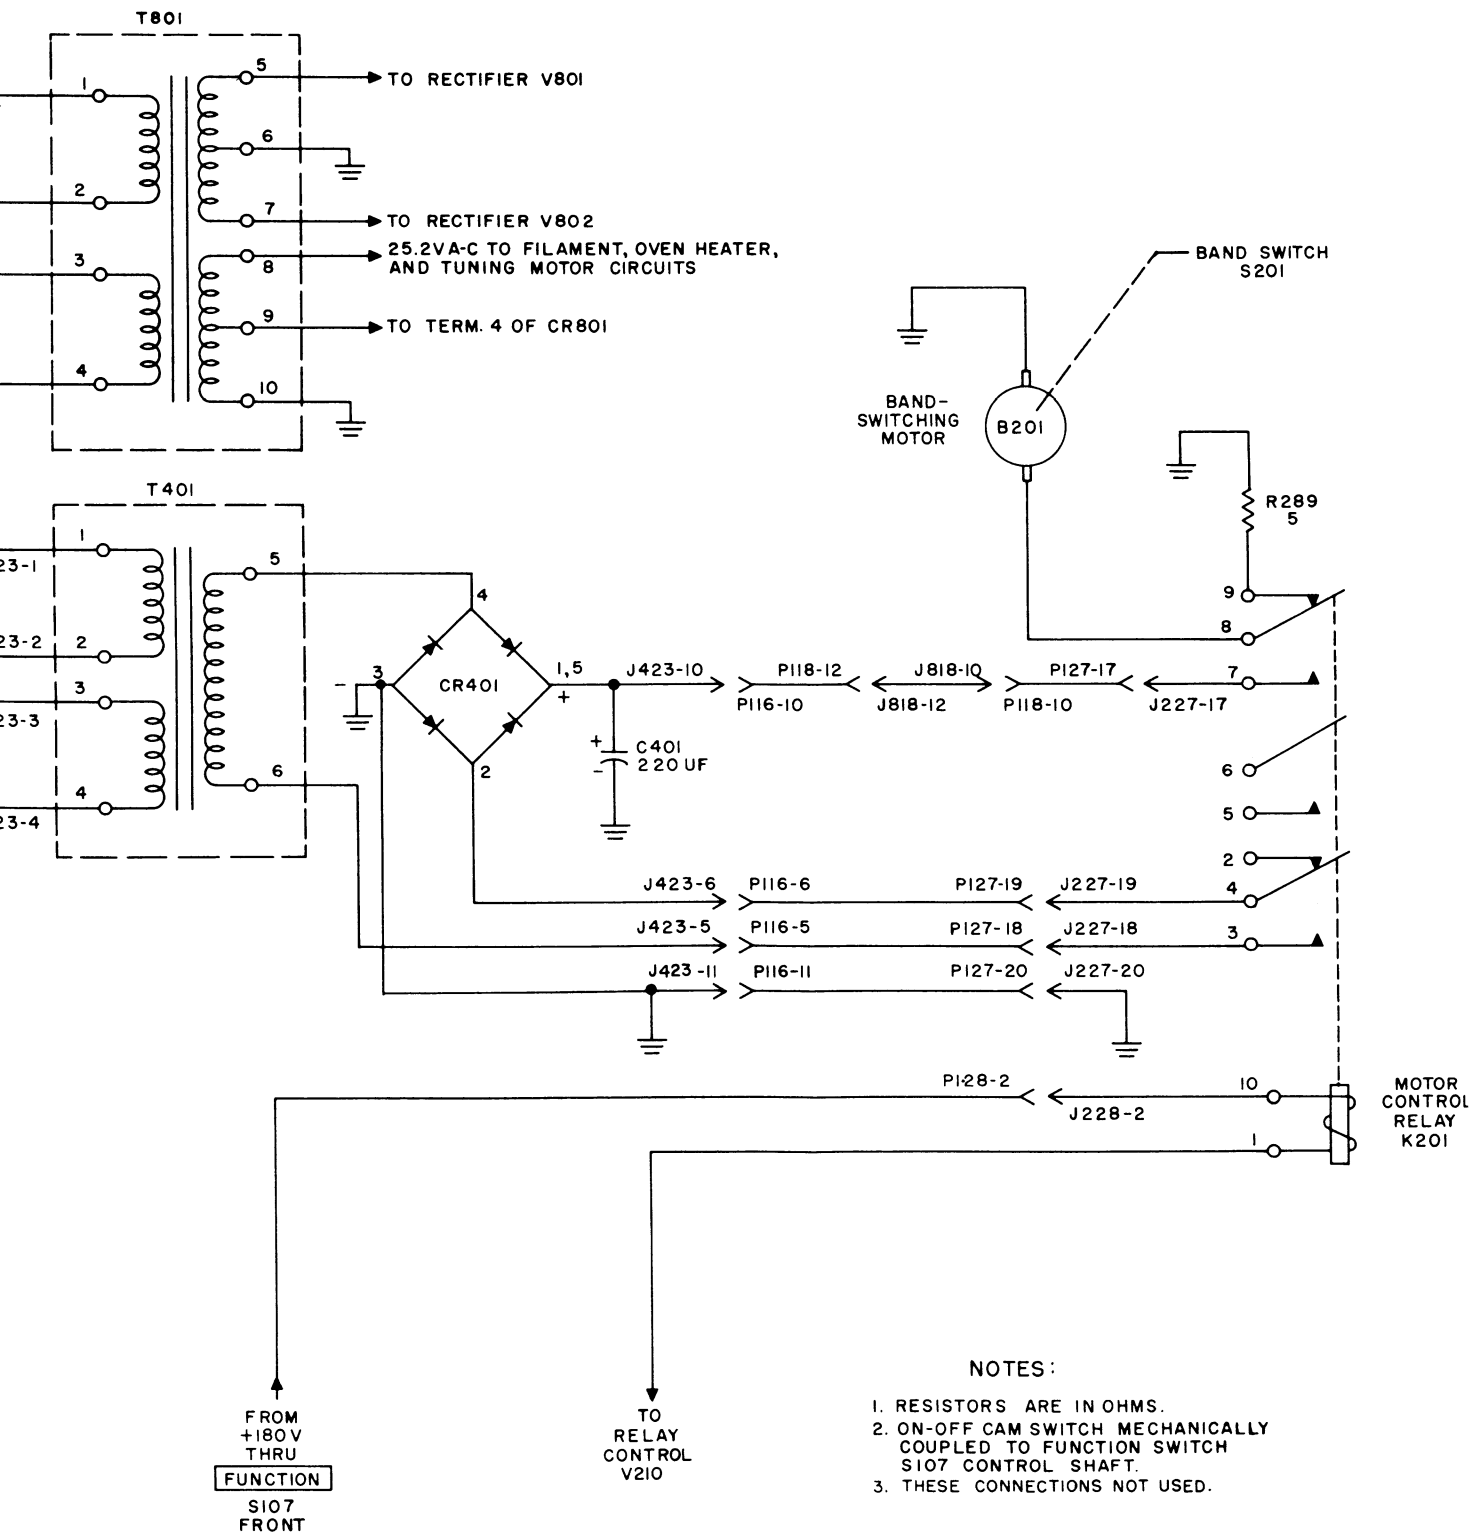 T801
1
2
3
4
5
TO RECTIFIER V801
6
7
TO RECTIFIER V802
8
25.2V A-C TO FILAMENT, OVEN HEATER,
AND TUNING MOTOR CIRCUITS
9
TO TERM. 4 OF CR801
10
BAND SWITCH
S201
BAND-
SWITCHING
MOTOR
B201
R289
5
T401
1
23-1
23-2
2
3
23-3
4
23-4
5
6
4
3
-
CR401
1,5
+
2
+
-
C401
220 UF
J423-10
P116-10
P118-12
J818-12
J818-10
P118-10
P127-17
J227-17
9
8
7
6
5
2
4
3
J423-6
P116-6
P127-19
J227-19
J423-5
P116-5
P127-18
J227-18
J423-11
P116-11
P127-20
J227-20
P128-2
J228-2
10
1
MOTOR
CONTROL
RELAY
K201
FROM
+180V
THRU
FUNCTION
S107
FRONT
TO
RELAY
CONTROL
V210
NOTES:
1. RESISTORS ARE IN OHMS.
2. ON-OFF CAM SWITCH MECHANICALLY
COUPLED TO FUNCTION SWITCH
S107 CONTROL SHAFT.
3. THESE CONNECTIONS NOT USED.